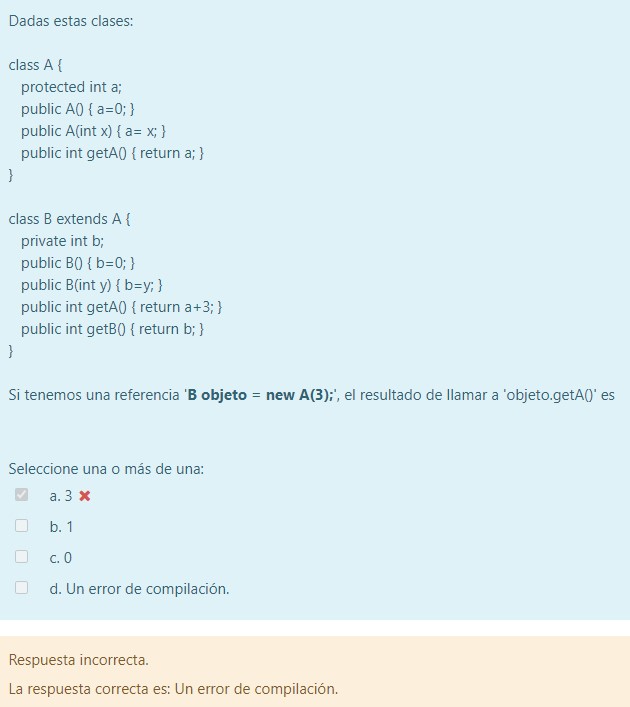 Dadas estas clases:
class A {
protected int a;
public A() { a=0; }
public A(int x) { a= x; }
public int getA() { return a; }
}
class B extends A {
private int b;
public B() { b=0; }
public B(int y) { b=y; }
public int getA() { return a+3; }
public int getB() { return b; }
}
Si tenemos una referencia 'B objeto = new A(3);', el resultado de llamar a 'objeto.getA()' es
Seleccione una o más de una:
a. 3
b. 1
c. 0
d. Un error de compilación.
Respuesta incorrecta.
La respuesta correcta es: Un error de compilación.